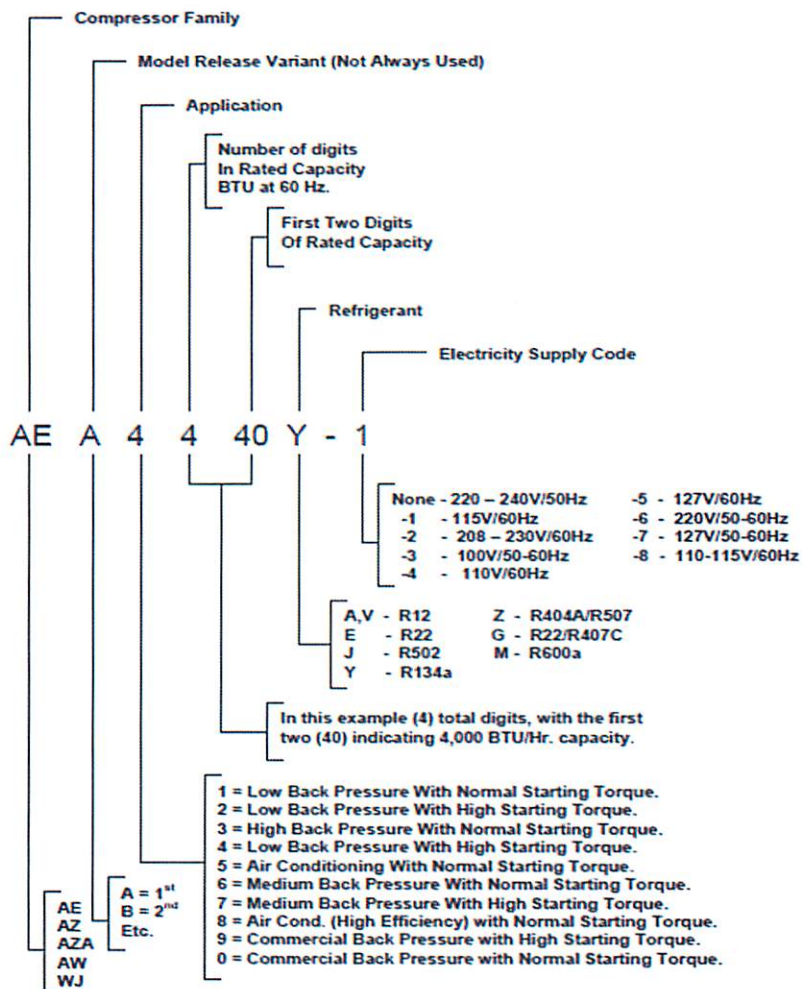 Compressor Family
Model Release Variant (Not Always Used)
Application
Number of digits
In Rated Capacity
BTU at 60 Hz.
First Two Digits
Of Rated Capacity
Refrigerant
Electricity Supply Code
AE A 4 4 40 Y - 1
None - 220 – 240V/50Hz -5 - 127V/60Hz
-1 - 115V/60Hz -6 - 220V/50-60Hz
-2 - 208 – 230V/60Hz -7 - 127V/50-60Hz
-3 - 100V/50-60Hz -8 - 110-115V/60Hz
-4 - 110V/60Hz
A,V - R12 Z - R404A/R507
E - R22 G - R22/R407C
J - R502 M - R600a
Y - R134a
In this example (4) total digits, with the first
two (40) indicating 4,000 BTU/Hr. capacity.
1 = Low Back Pressure With Normal Starting Torque.
2 = Low Back Pressure With High Starting Torque.
3 = High Back Pressure With Normal Starting Torque.
4 = Low Back Pressure With High Starting Torque.
5 = Air Conditioning With Normal Starting Torque.
6 = Medium Back Pressure With Normal Starting Torque.
7 = Medium Back Pressure With High Starting Torque.
8 = Air Cond. (High Efficiency) with Normal Starting Torque.
9 = Commercial Back Pressure with High Starting Torque.
0 = Commercial Back Pressure with Normal Starting Torque.
A = 1st
B = 2nd
Etc.
AE
AZ
AZA
AW
WJ